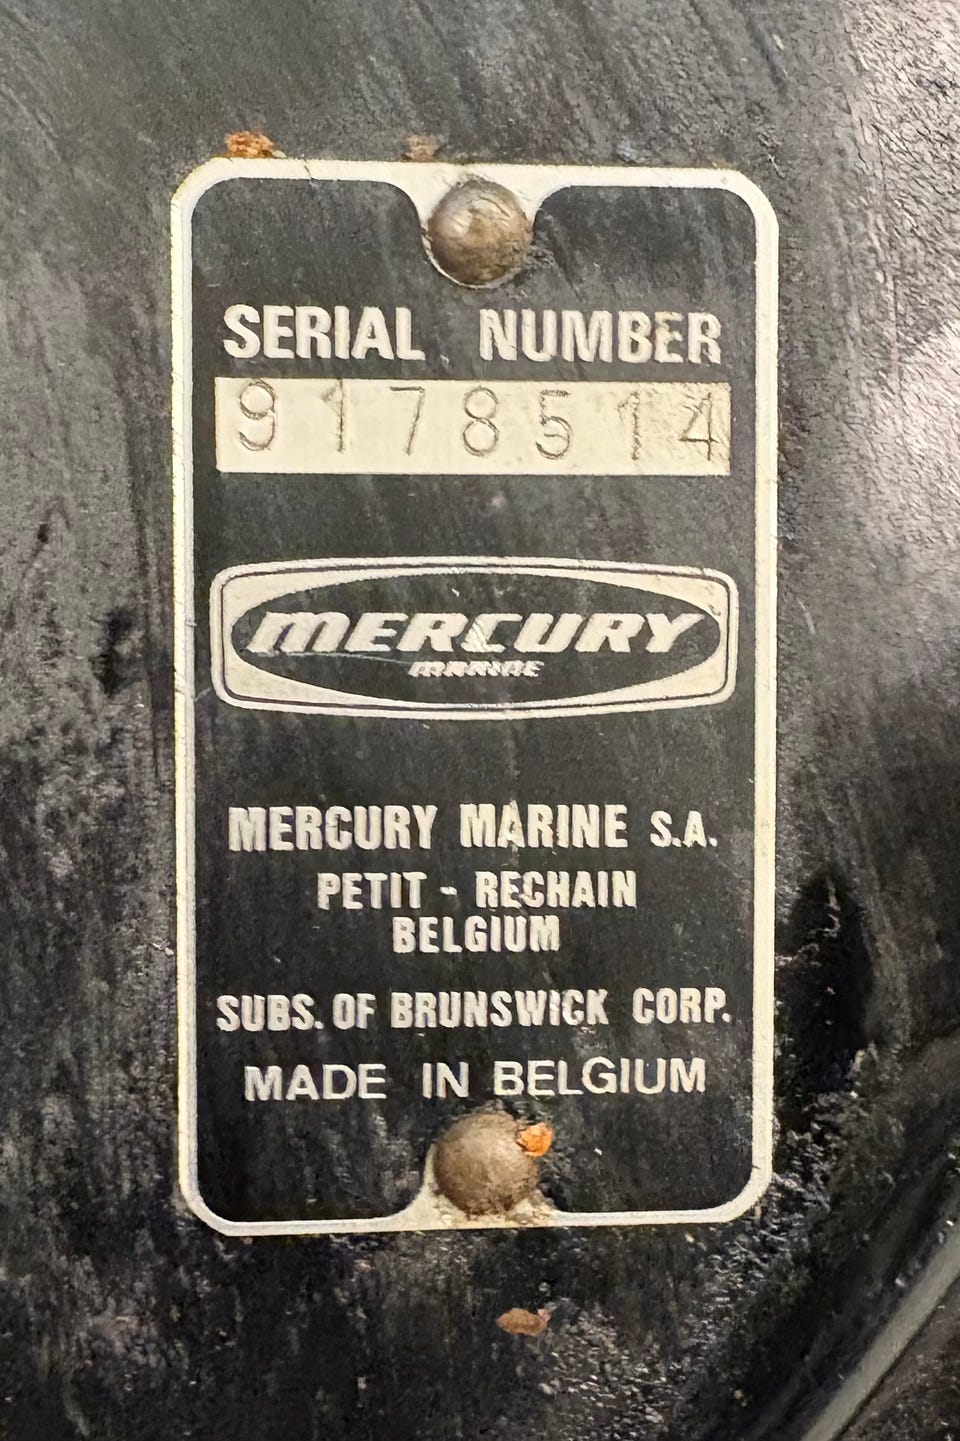 SERIAL NUMBER
9178514
MERCURY
MARINE
MERCURY MARINE S.A.
PETIT - RECHAIN
BELGIUM
SUBS. OF BRUNSWICK CORP.
MADE IN BELGIUM